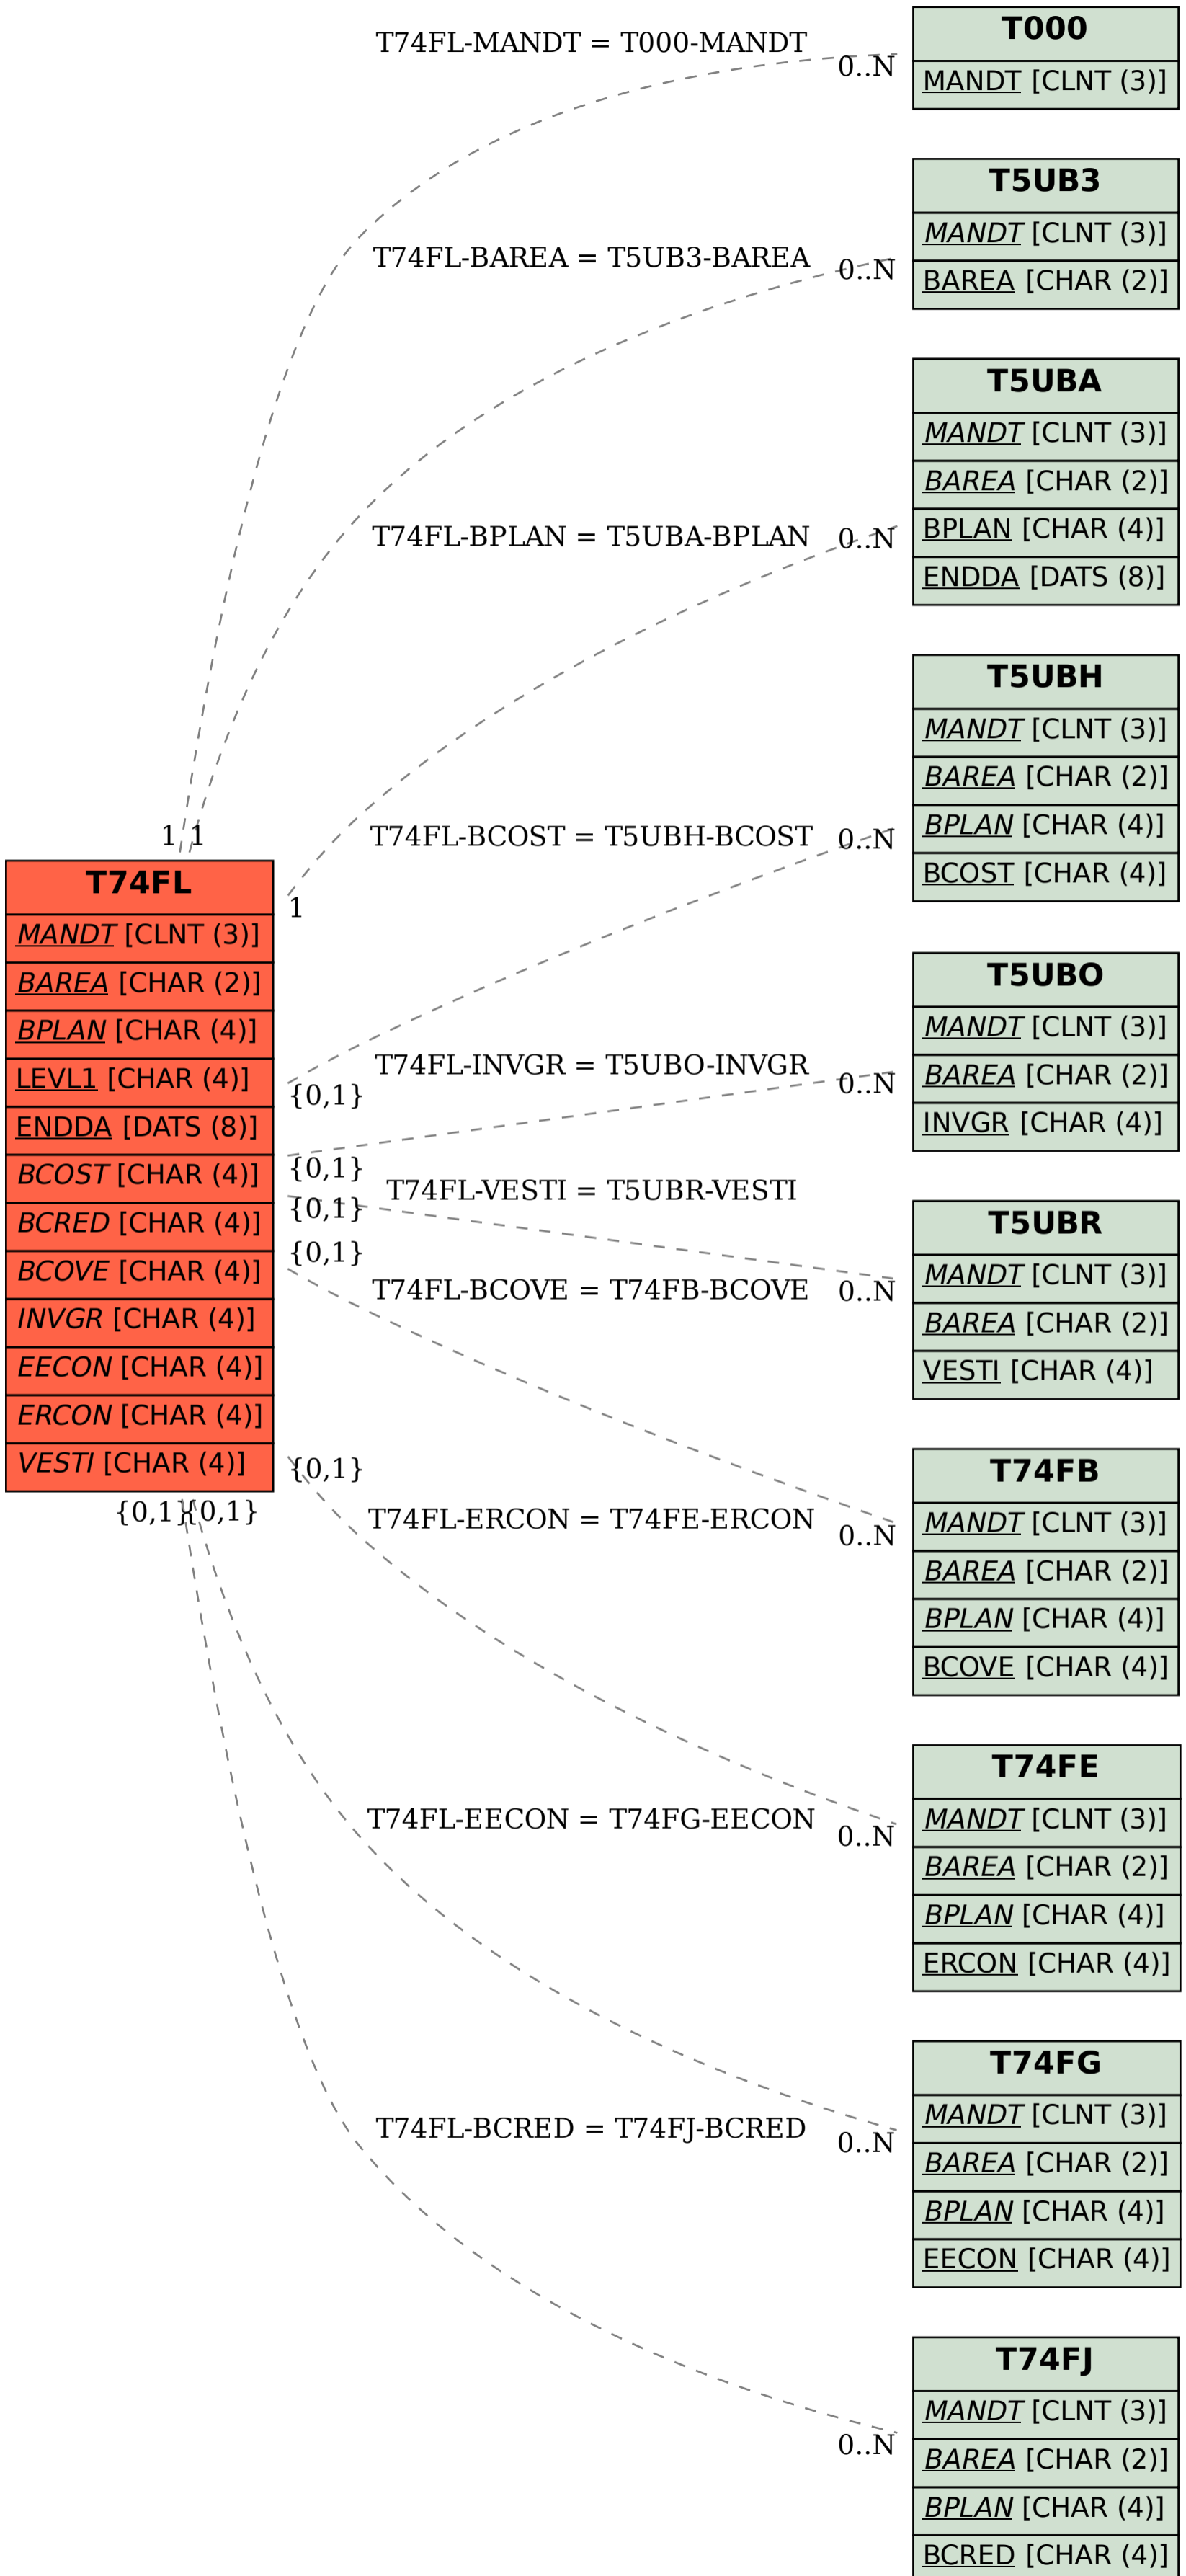 T74FL-MANDT = T000-MANDT
0..N
T000
MANDT [CLNT (3)]
T5UB3
MANDT [CLNT (3)]
BAREA [CHAR (2)]
T74FL-BAREA = T5UB3-BAREA
0..N
T5UBA
MANDT [CLNT (3)]
BAREA [CHAR (2)]
BPLAN [CHAR (4)]
ENDDA [DATS (8)]
T74FL-BPLAN = T5UBA-BPLAN
0..N
T5UBH
MANDT [CLNT (3)]
BAREA [CHAR (2)]
BPLAN [CHAR (4)]
BCOST [CHAR (4)]
T74FL-BCOST = T5UBH-BCOST
0..N
1
1
T74FL
MANDT [CLNT (3)]
BAREA [CHAR (2)]
BPLAN [CHAR (4)]
LEVL1 [CHAR (4)]
ENDDA [DATS (8)]
BCOST [CHAR (4)]
BCRED [CHAR (4)]
BCOVE [CHAR (4)]
INVGR [CHAR (4)]
EECON [CHAR (4)]
ERCON [CHAR (4)]
VESTI [CHAR (4)]
1
{0,1}
{0,1}
{0,1}
{0,1}
{0,1}
{0,1}
{0,1}
T74FL-INVGR = T5UBO-INVGR
0..N
T5UBO
MANDT [CLNT (3)]
BAREA [CHAR (2)]
INVGR [CHAR (4)]
T74FL-VESTI = T5UBR-VESTI
0..N
T5UBR
MANDT [CLNT (3)]
BAREA [CHAR (2)]
VESTI [CHAR (4)]
T74FL-BCOVE = T74FB-BCOVE
0..N
T74FB
MANDT [CLNT (3)]
BAREA [CHAR (2)]
BPLAN [CHAR (4)]
BCOVE [CHAR (4)]
T74FL-ERCON = T74FE-ERCON
0..N
T74FE
MANDT [CLNT (3)]
BAREA [CHAR (2)]
BPLAN [CHAR (4)]
ERCON [CHAR (4)]
T74FL-EECON = T74FG-EECON
0..N
T74FG
MANDT [CLNT (3)]
BAREA [CHAR (2)]
BPLAN [CHAR (4)]
EECON [CHAR (4)]
T74FL-BCRED = T74FJ-BCRED
0..N
T74FJ
MANDT [CLNT (3)]
BAREA [CHAR (2)]
BPLAN [CHAR (4)]
BCRED [CHAR (4)]